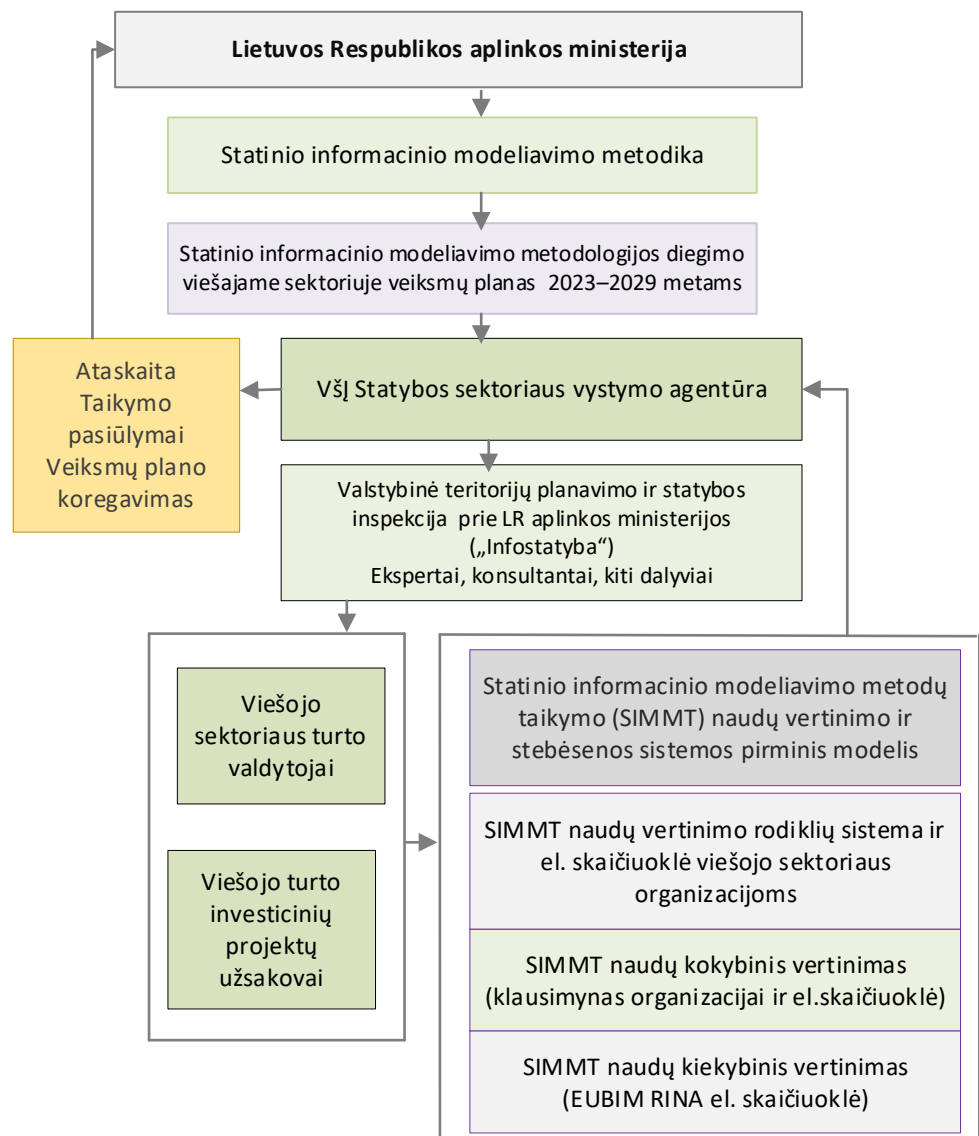 Lietuvos Respublikos aplinkos ministerija
Statinio informacinio modeliavimo metodika
Statinio informacinio modeliavimo metodologijos diegimo
viešajame sektoriuje veiksmų planas 2023–2029 metams
Ataskaita
Taikymo
pasiūlymai
Veiksmų plano
koregavimas
VšĮ Statybos sektoriaus vystymo agentūra
Valstybinė teritorijų planavimo ir statybos
inspekcija prie LR aplinkos ministerijos
(„Infostatyba“)
Ekspertai, konsultantai, kiti dalyviai
Viešojo
sektoriaus turto
valdytojai
Viešojo turto
investicinių
projektų
užsakovai
Statinio informacinio modeliavimo metodų
taikymo (SIMMT) naudų vertinimo ir
stebėsenos sistemos pirminis modelis
SIMMT naudų vertinimo rodiklių sistema ir
el. skaičiuoklė viešojo sektoriaus
organizacijoms
SIMMT naudų kokybinis vertinimas
(klausimynas organizacijai ir el.skaičiuoklė)
SIMMT naudų kiekybinis vertinimas
(EUBIM RINA el. skaičiuoklė)